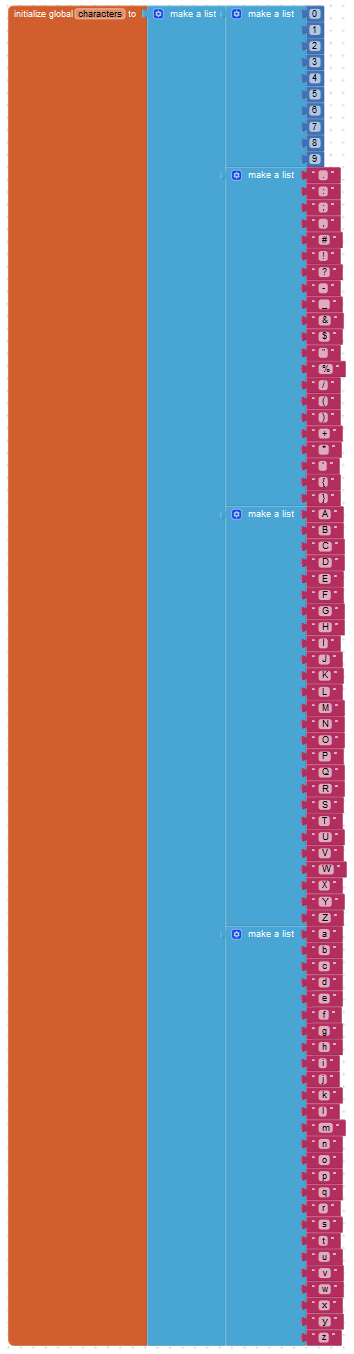 initialize global characters to make a list make a list 0
1
2
3
4
5
6
7
8
9
make a list " . "
" : "
" ; "
" , "
" # "
" ! "
" ? "
" - "
" _ "
" & "
" $ "
" % "
" / "
" ( "
" ) "
" + "
" { "
" } "
make a list " A "
" B "
" C "
" D "
" E "
" F "
" G "
" H "
" I "
" J "
" K "
" L "
" M "
" N "
" O "
" P "
" Q "
" R "
" S "
" T "
" U "
" V "
" W "
" X "
" Y "
" Z "
make a list " a "
" b "
" c "
" d "
" e "
" f "
" g "
" h "
" i "
" j "
" k "
" l "
" m "
" n "
" o "
" p "
" q "
" r "
" s "
" t "
" u "
" v "
" w "
" x "
" y "
" z "